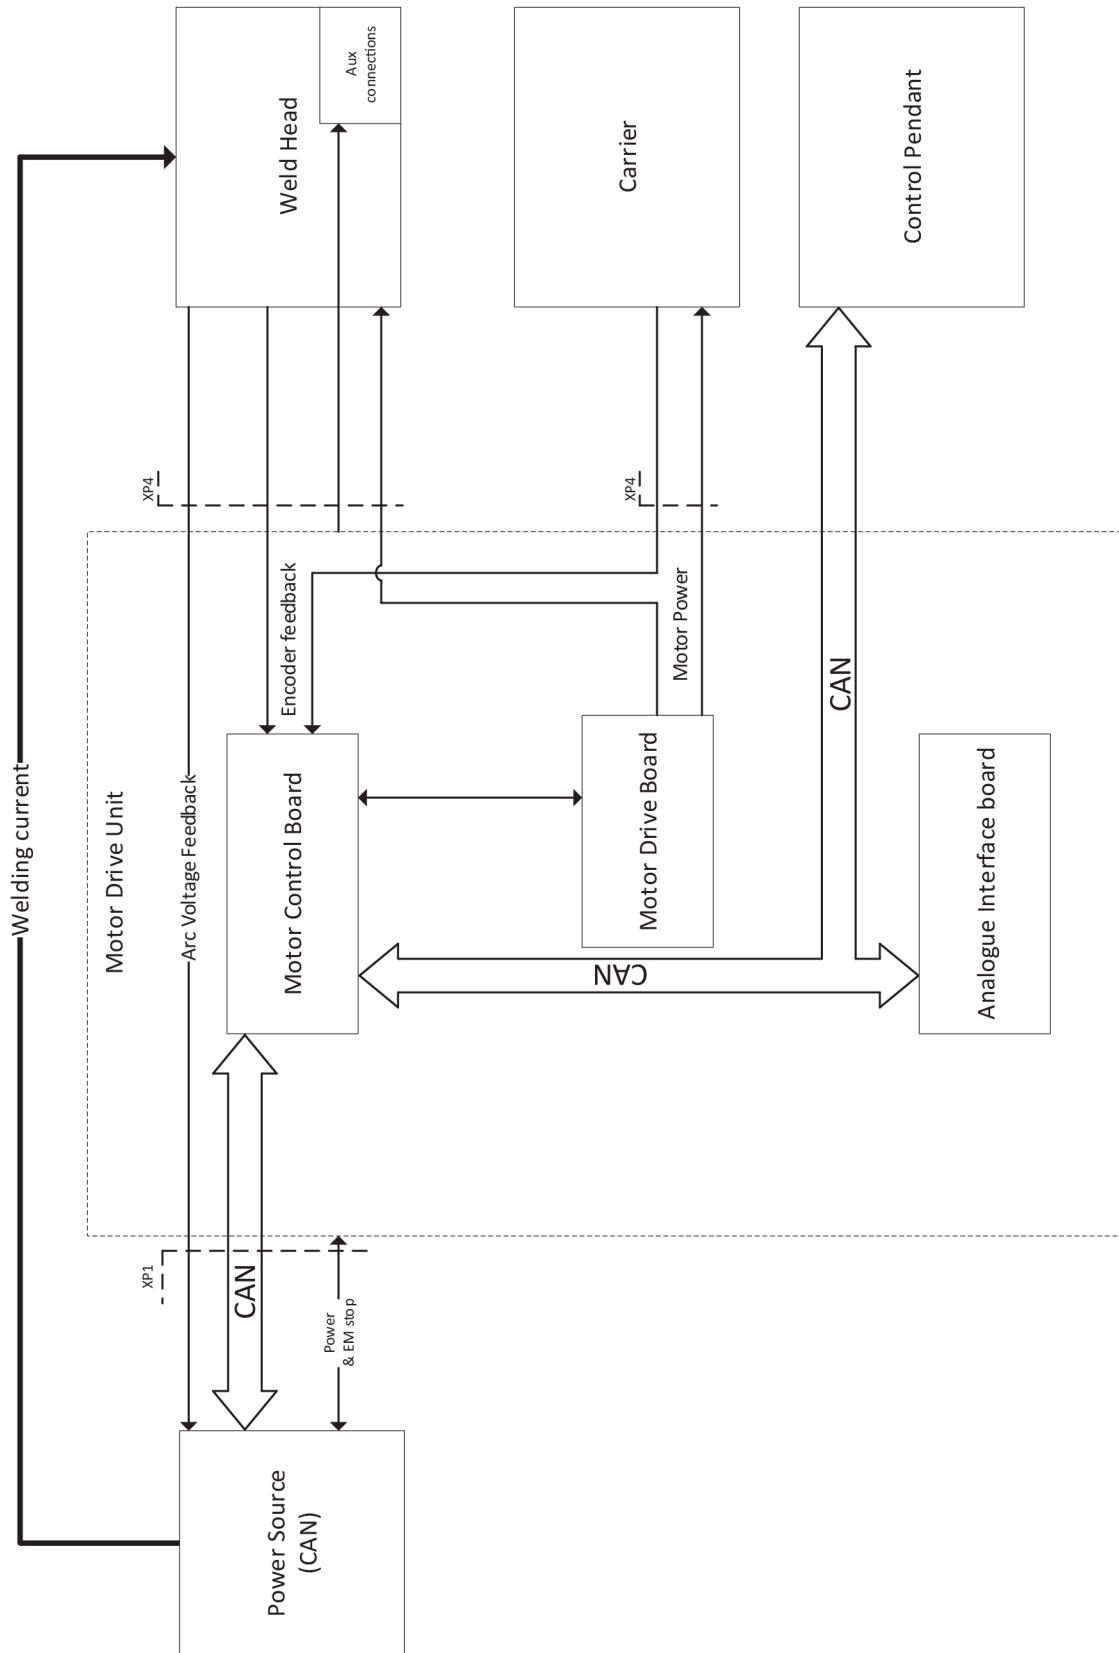 Welding current
Motor Drive Unit
Power Source
(CAN)
XP1
CAN
Power
& EM stop
Arc Voltage Feedback
Motor Control Board
Encoder feedback
XP4
Weld Head
Aux
connections
CAN
Motor Drive Board
Motor Power
XP4
Carrier
CAN
Control Pendant
Analogue Interface board